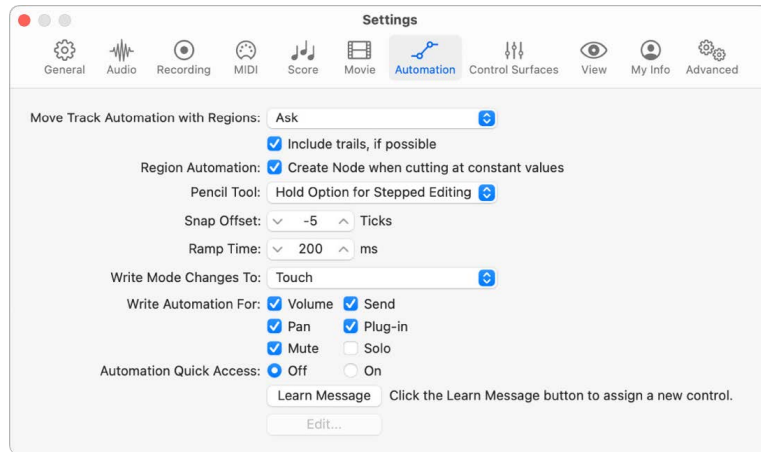 Settings
General Audio Recording MIDI Score Movie Automation Control Surfaces View My Info Advanced
Move Track Automation with Regions: Ask
Include trails, if possible
Region Automation: Create Node when cutting at constant values
Pencil Tool: Hold Option for Stepped Editing
Snap Offset: -5 Ticks
Ramp Time: 200 ms
Write Mode Changes To: Touch
Write Automation For: Volume Send
Pan Plug-in
Mute Solo
Automation Quick Access: Off On
Learn Message Click the Learn Message button to assign a new control.
Edit...